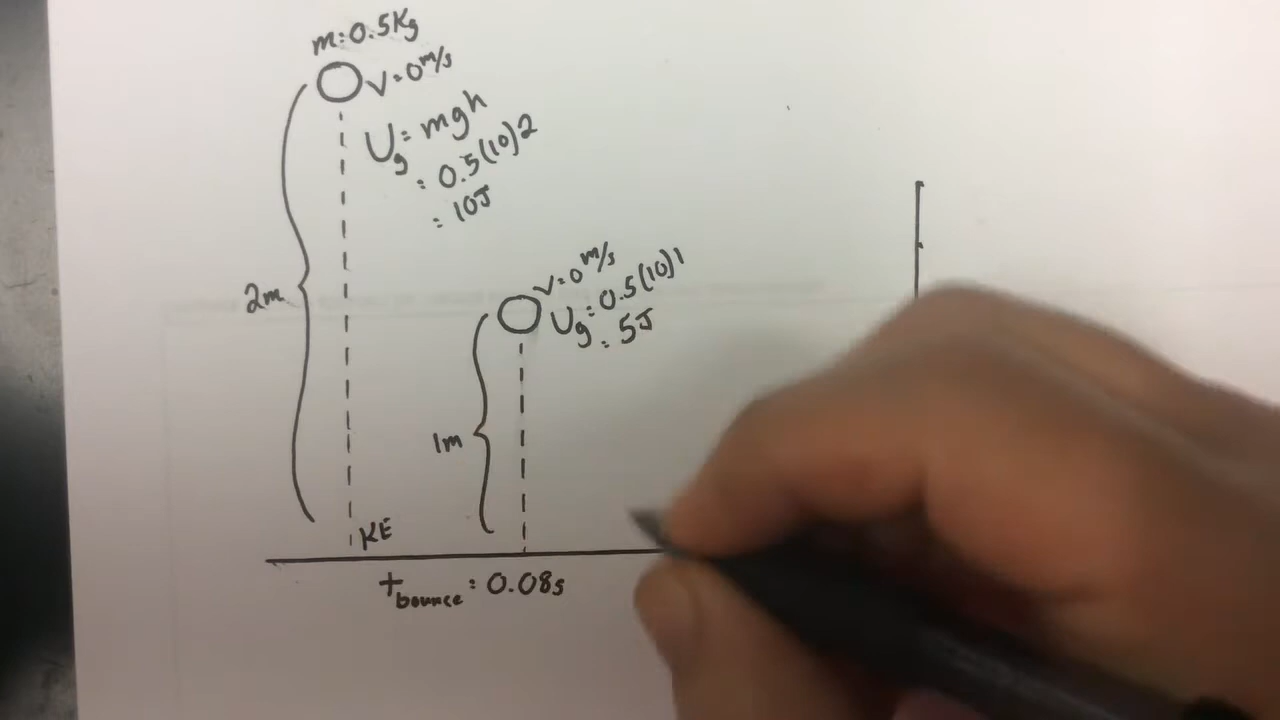 m=0.5Kg
v=0m/s
Ug=mgh
=0.5(10)2
=10J
2m
v=0m/s
Ug=0.5(10)1
=5J
1m
KE
tbounce=0.08s